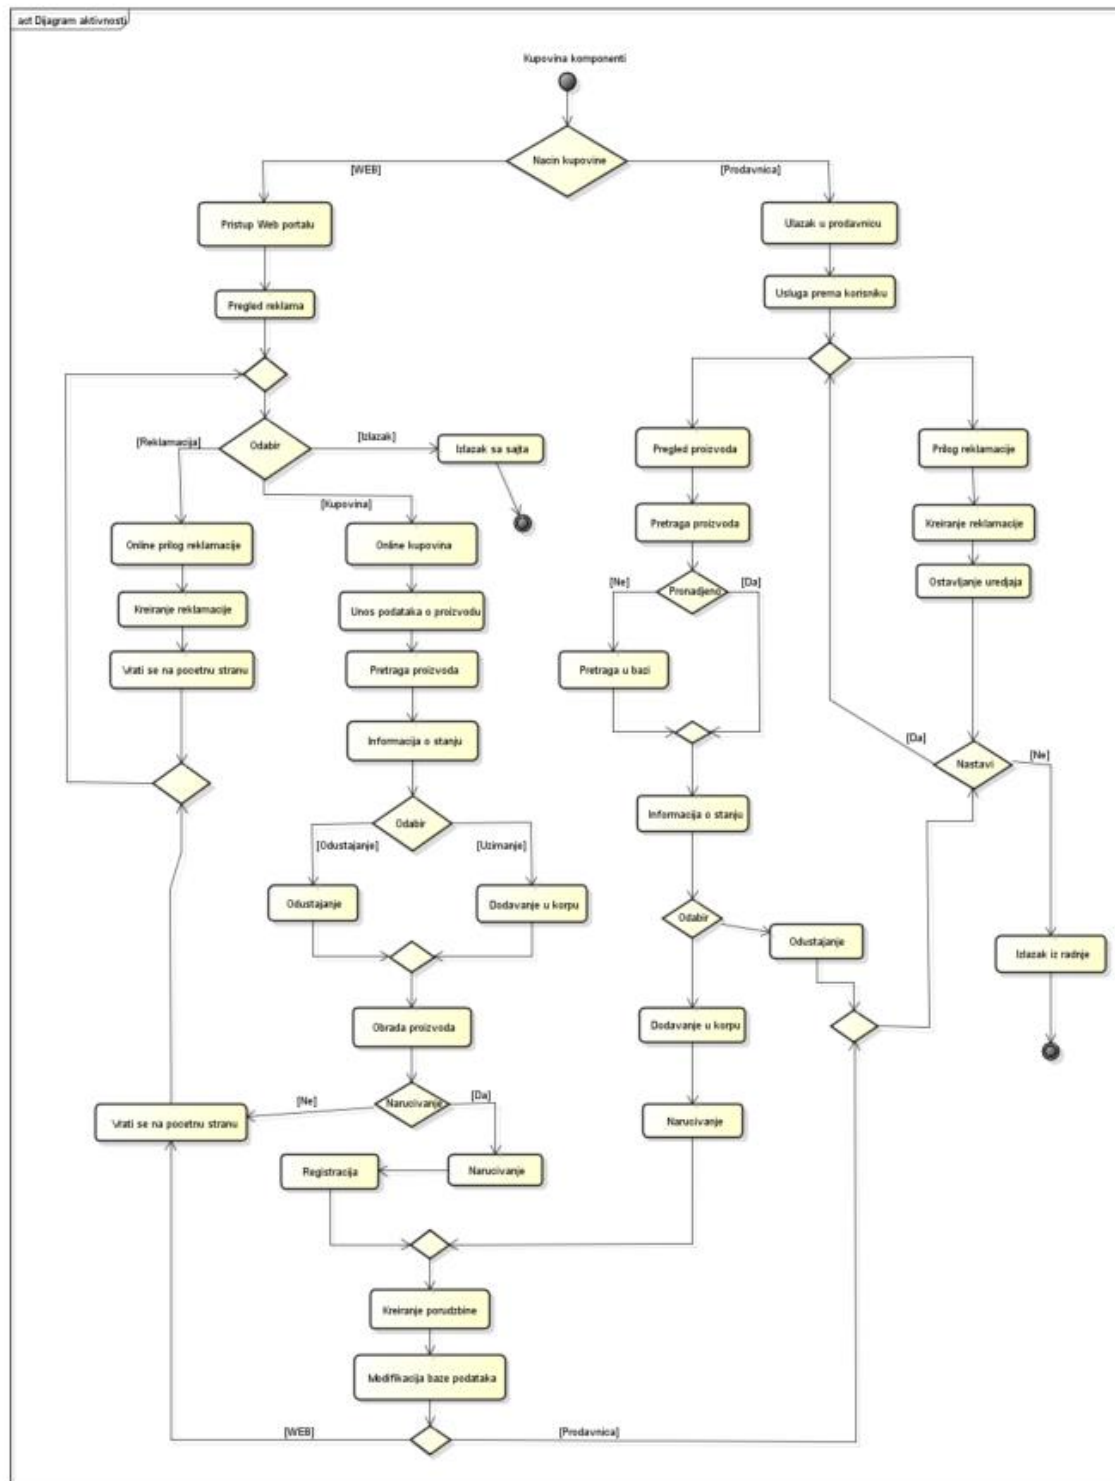 act Dijagram aktivnosti
Kupovina komponenti
Nacin kupovine
[WEB]
[Prodavnica]
Pristup Web portalu
Ulazak u prodavnicu
Pregled reklama
Usluga prema korisniku
[Reklamacija]
Odabir
[Izlazak]
Izlazak sa sajta
Pregled proizvoda
Prilog reklamacije
[Kupovina]
Pretraga proizvoda
Kreiranje reklamacije
Online prilog reklamacije
Online kupovina
[Ne]
Pronadjeno
[Da]
Ostavljanje uredjaja
Kreiranje reklamacije
Unos podataka o proizvodu
Vrati se na pocetnu stranu
Pretraga proizvoda
Pretraga u bazi
Informacija o stanju
[Da]
Nastavi
[Ne]
Informacija o stanju
Odabir
[Odustajanje]
[Uzimanje]
Odustajanje
Dodavanje u korpu
Odabir
Odustajanje
Izlazak iz radnje
Obrada proizvoda
Dodavanje u korpu
[Ne]
Narucivanje
[Da]
Vrati se na pocetnu stranu
Narucivanje
Registracija
Narucivanje
Kreiranje porudzbine
Modifikacija baze podataka
[WEB]
[Prodavnica]